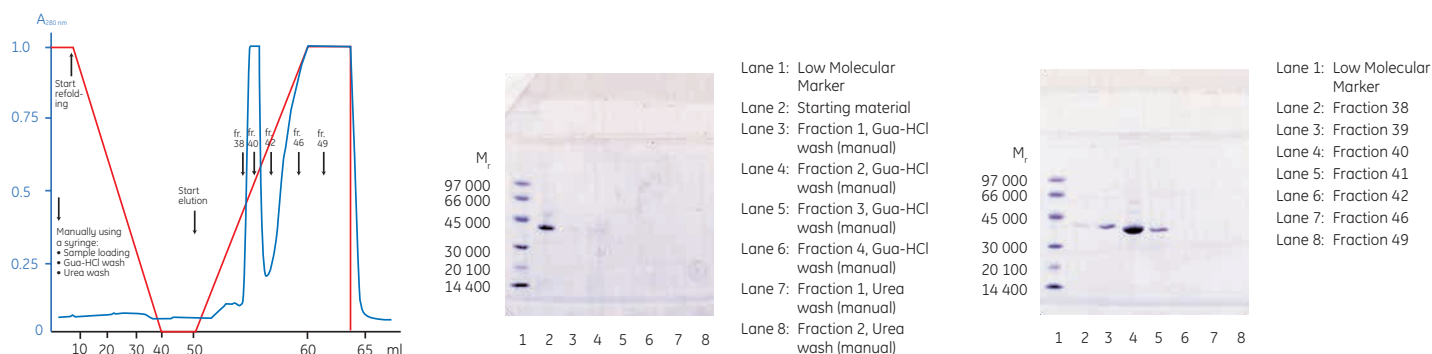 A280 nm
1.0
0.75
0.5
0.25
0
Start
refold-
ing
Manually using
a syringe:
• Sample loading
• Gua-HCl wash
• Urea wash
Start
elution
fr.
38
fr.
40
fr.
42
fr.
46
fr.
49
10 20 30 40 50 60 65 ml
Mr
97 000
66 000
45 000
30 000
20 100
14 400
1 2 3 4 5 6 7 8
Lane 1: Low Molecular
Marker
Lane 2: Starting material
Lane 3: Fraction 1, Gua-HCl
wash (manual)
Lane 4: Fraction 2, Gua-HCl
wash (manual)
Lane 5: Fraction 3, Gua-HCl
wash (manual)
Lane 6: Fraction 4, Gua-HCl
wash (manual)
Lane 7: Fraction 1, Urea
wash (manual)
Lane 8: Fraction 2, Urea
wash (manual)
Mr
97 000
66 000
45 000
30 000
20 100
14 400
1 2 3 4 5 6 7 8
Lane 1: Low Molecular
Marker
Lane 2: Fraction 38
Lane 3: Fraction 39
Lane 4: Fraction 40
Lane 5: Fraction 41
Lane 6: Fraction 42
Lane 7: Fraction 46
Lane 8: Fraction 49